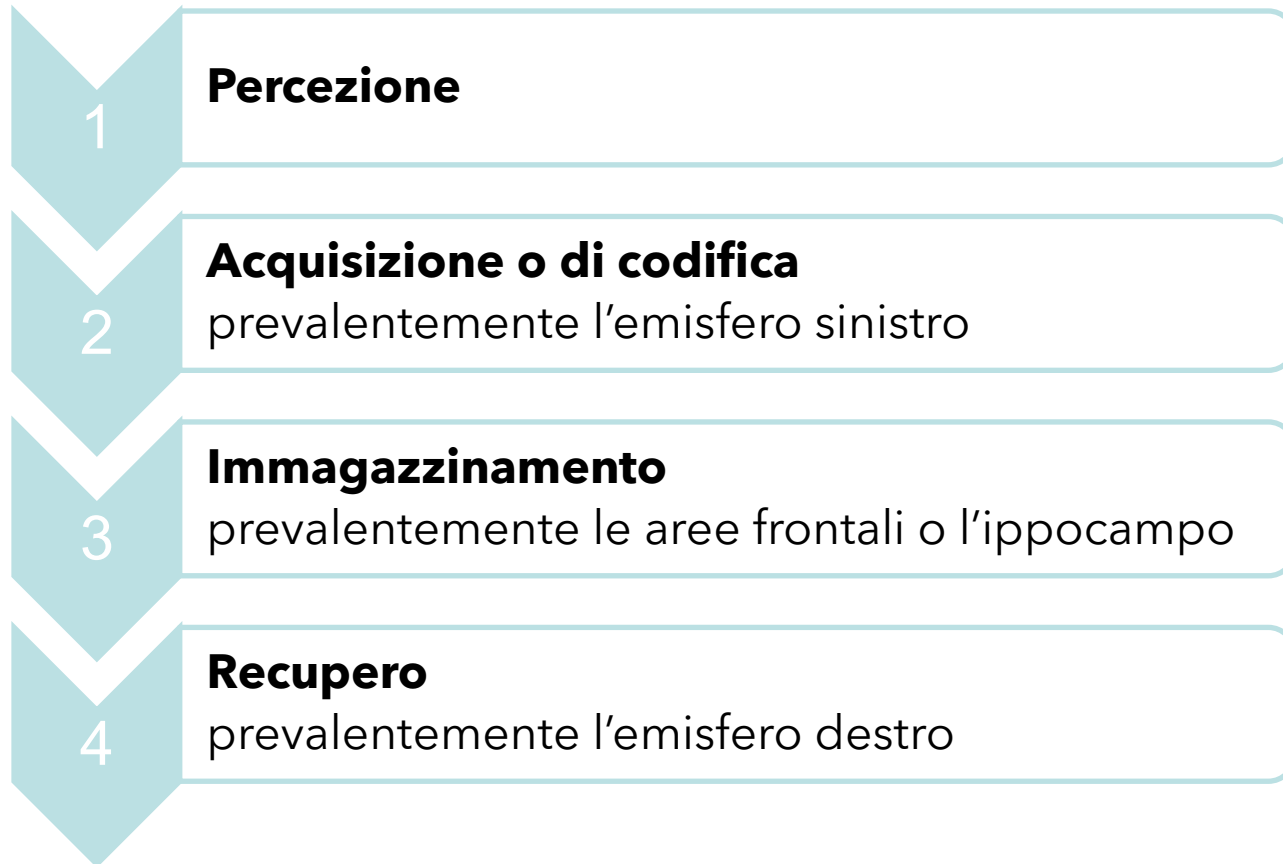 1
Percezione
2
Acquisizione o di codifica
prevalentemente l’emisfero sinistro
3
Immagazzinamento
prevalentemente le aree frontali o l’ippocampo
4
Recupero
prevalentemente l’emisfero destro